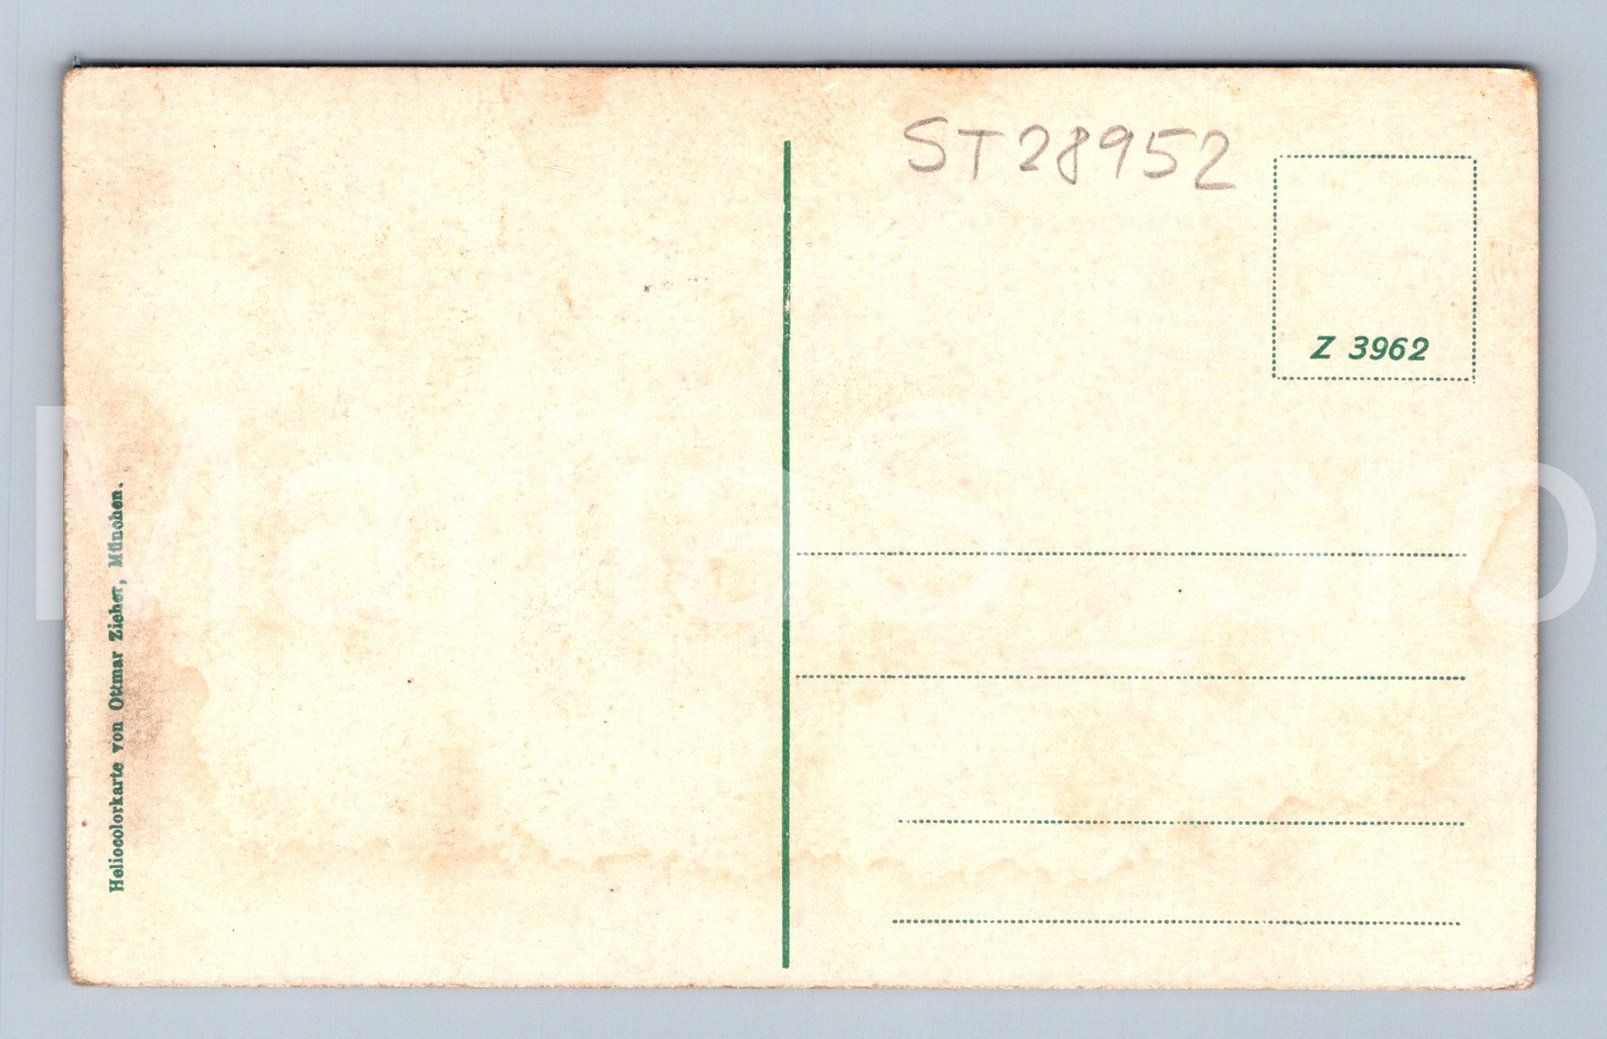 ST28952
Z 3962
Heliocolorkarte von Ottmar Zieher, München.